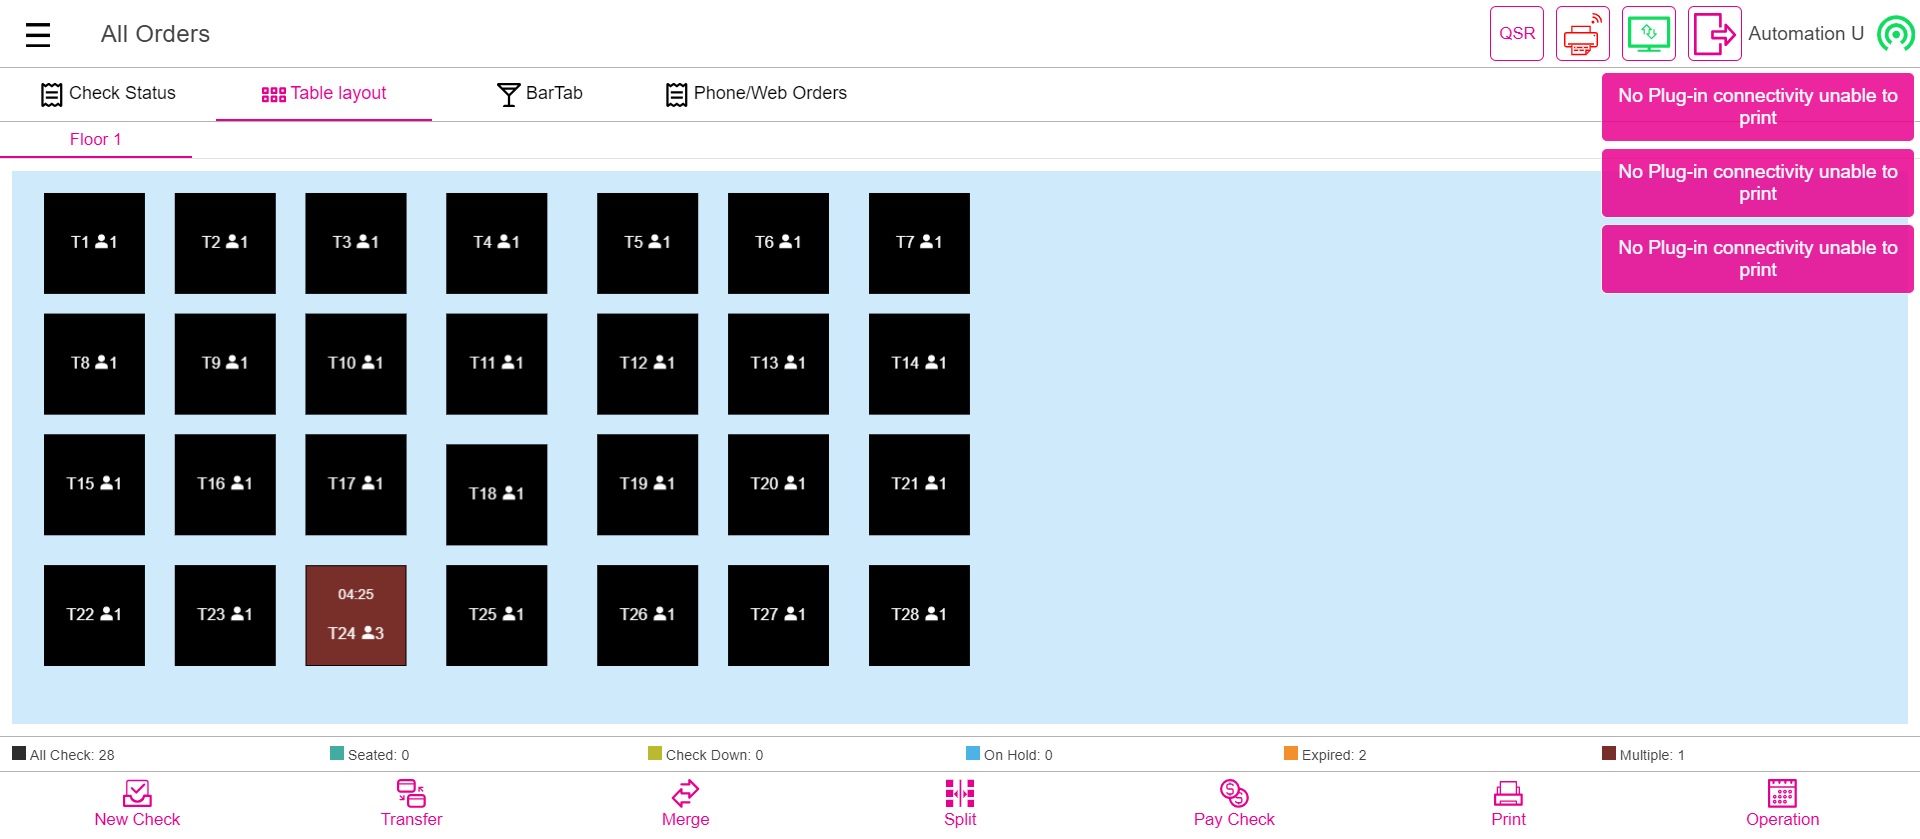 All Orders
QSR
Automation U
Check Status
Table layout
BarTab
Phone/Web Orders
No Plug-in connectivity unable to
print
No Plug-in connectivity unable to
print
No Plug-in connectivity unable to
print
Floor 1
T1 1
T2 1
T3 1
T4 1
T5 1
T6 1
T7 1
T8 1
T9 1
T10 1
T11 1
T12 1
T13 1
T14 1
T15 1
T16 1
T17 1
T18 1
T19 1
T20 1
T21 1
T22 1
T23 1
04:25
T24 3
T25 1
T26 1
T27 1
T28 1
All Check: 28
Seated: 0
Check Down: 0
On Hold: 0
Expired: 2
Multiple: 1
New Check
Transfer
Merge
Split
Pay Check
Print
Operation